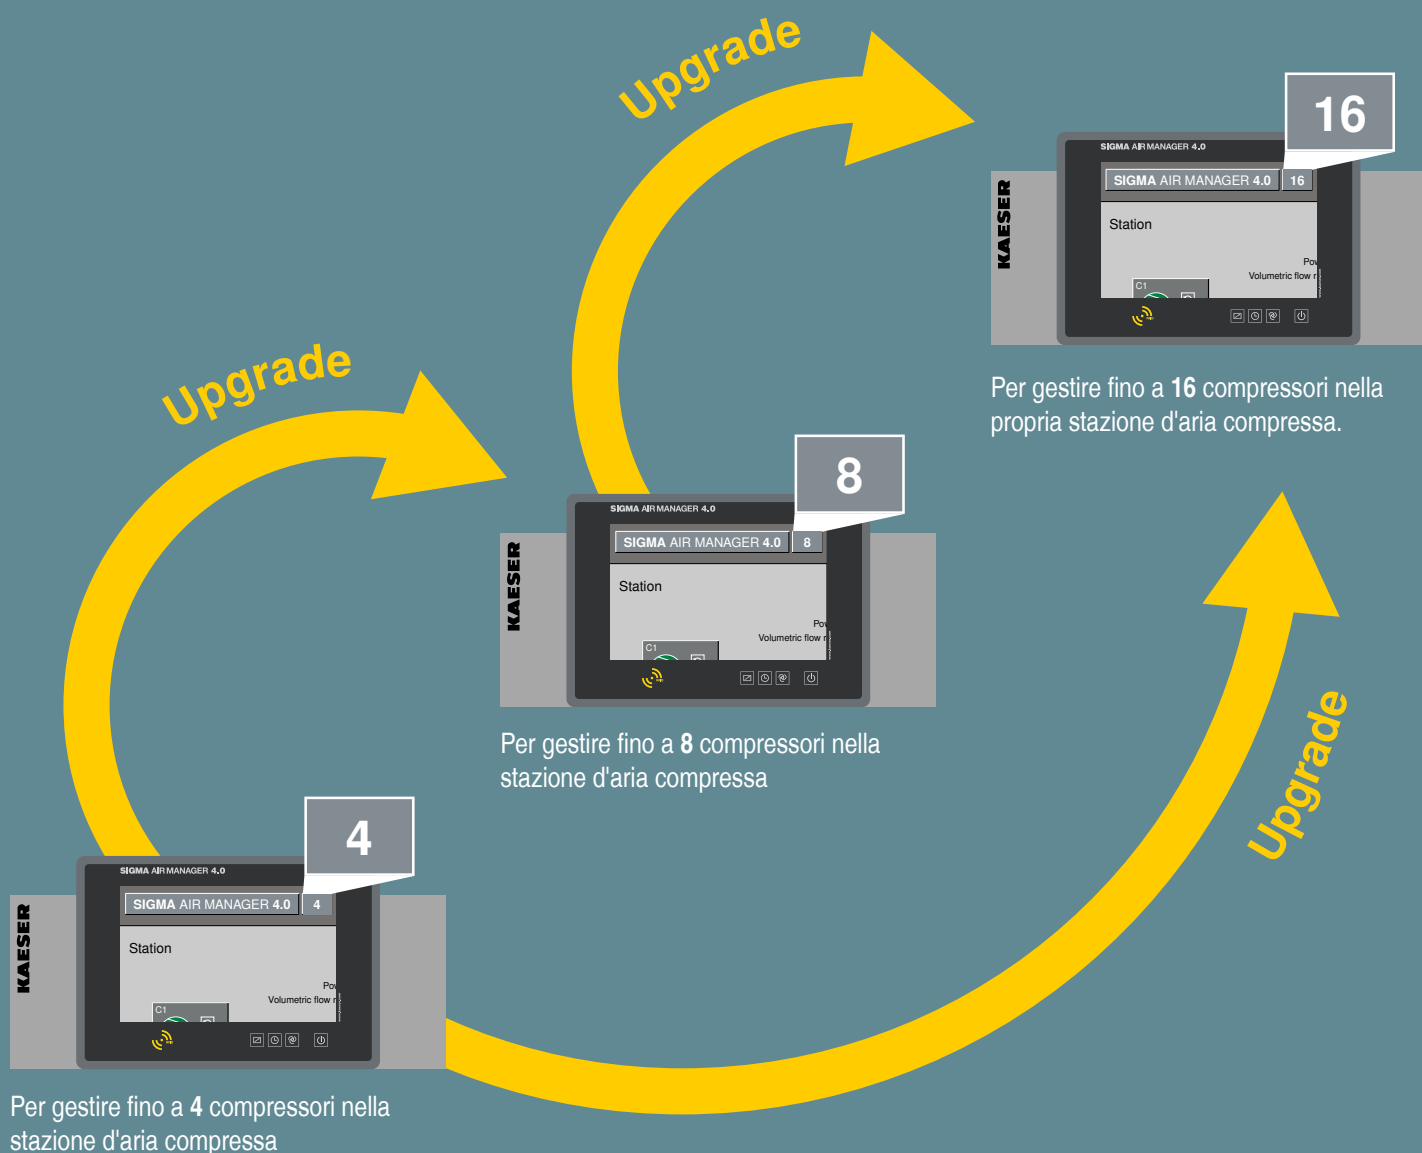 Upgrade
16
SIGMA AIR MANAGER 4.0
SIGMA AIR MANAGER 4.0 16
KAESER
Station
Volumetric flow
C1
Per gestire fino a 16 compressori nella
propria stazione d'aria compressa.
Upgrade
8
SIGMA AIR MANAGER 4.0
SIGMA AIR MANAGER 4.0 8
KAESER
Station
Volumetric flow
C1
Per gestire fino a 8 compressori nella
stazione d'aria compressa
Upgrade
4
SIGMA AIR MANAGER 4.0
SIGMA AIR MANAGER 4.0 4
KAESER
Station
Volumetric flow
C1
Per gestire fino a 4 compressori nella
stazione d'aria compressa